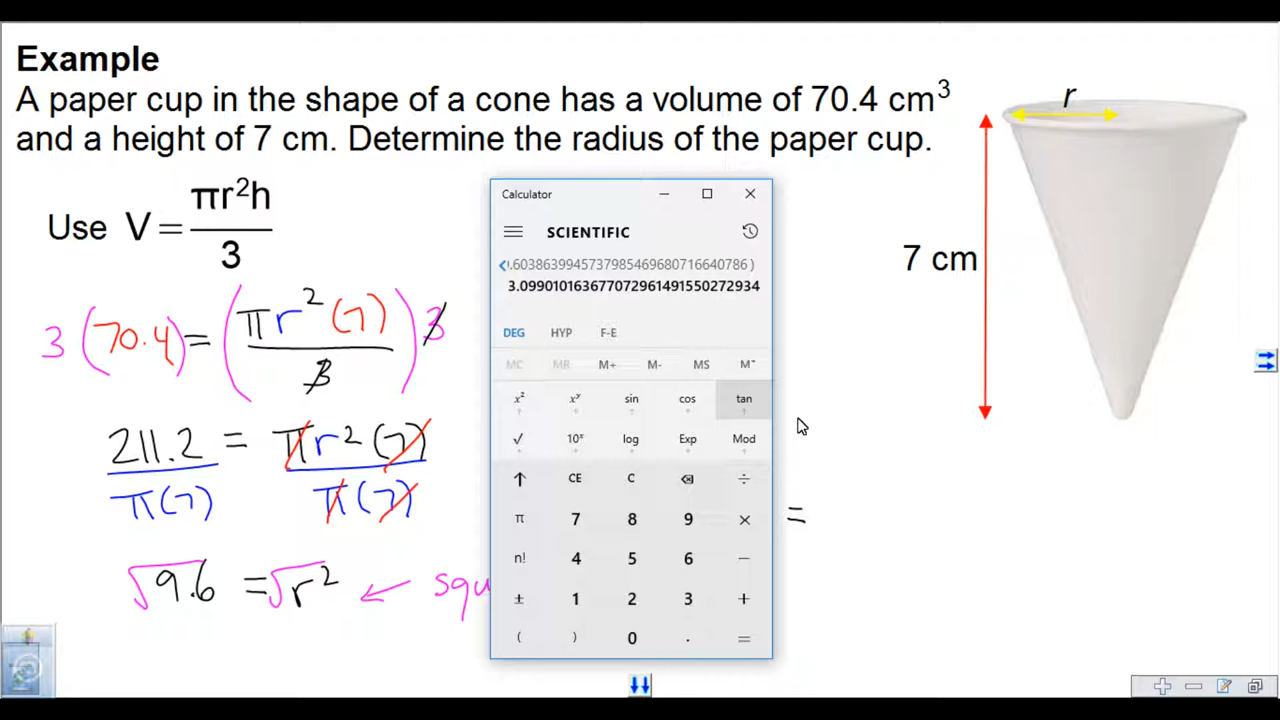 Example
A paper cup in the shape of a cone has a volume of 70.4 cm³
and a height of 7 cm. Determine the radius of the paper cup.
r
Use V = πr²h / 3
7 cm
3 (70.4) = (πr²(7) / 3) 3
211.2 / π(7) = πr²(7) / π(7)
√9.6 = √r² ← squ
=
Calculator
SCIENTIFIC
.60386399457379854696807166407​86 )
3.0990101636770729614915502729​34
DEG HYP F-E
MC MR M+ M- MS M˅
x² xʸ sin cos tan
√ 10ˣ log Exp Mod
↑ CE C ⌫ ÷
π 7 8 9 ×
n! 4 5 6 −
± 1 2 3 +
( ) 0 . =